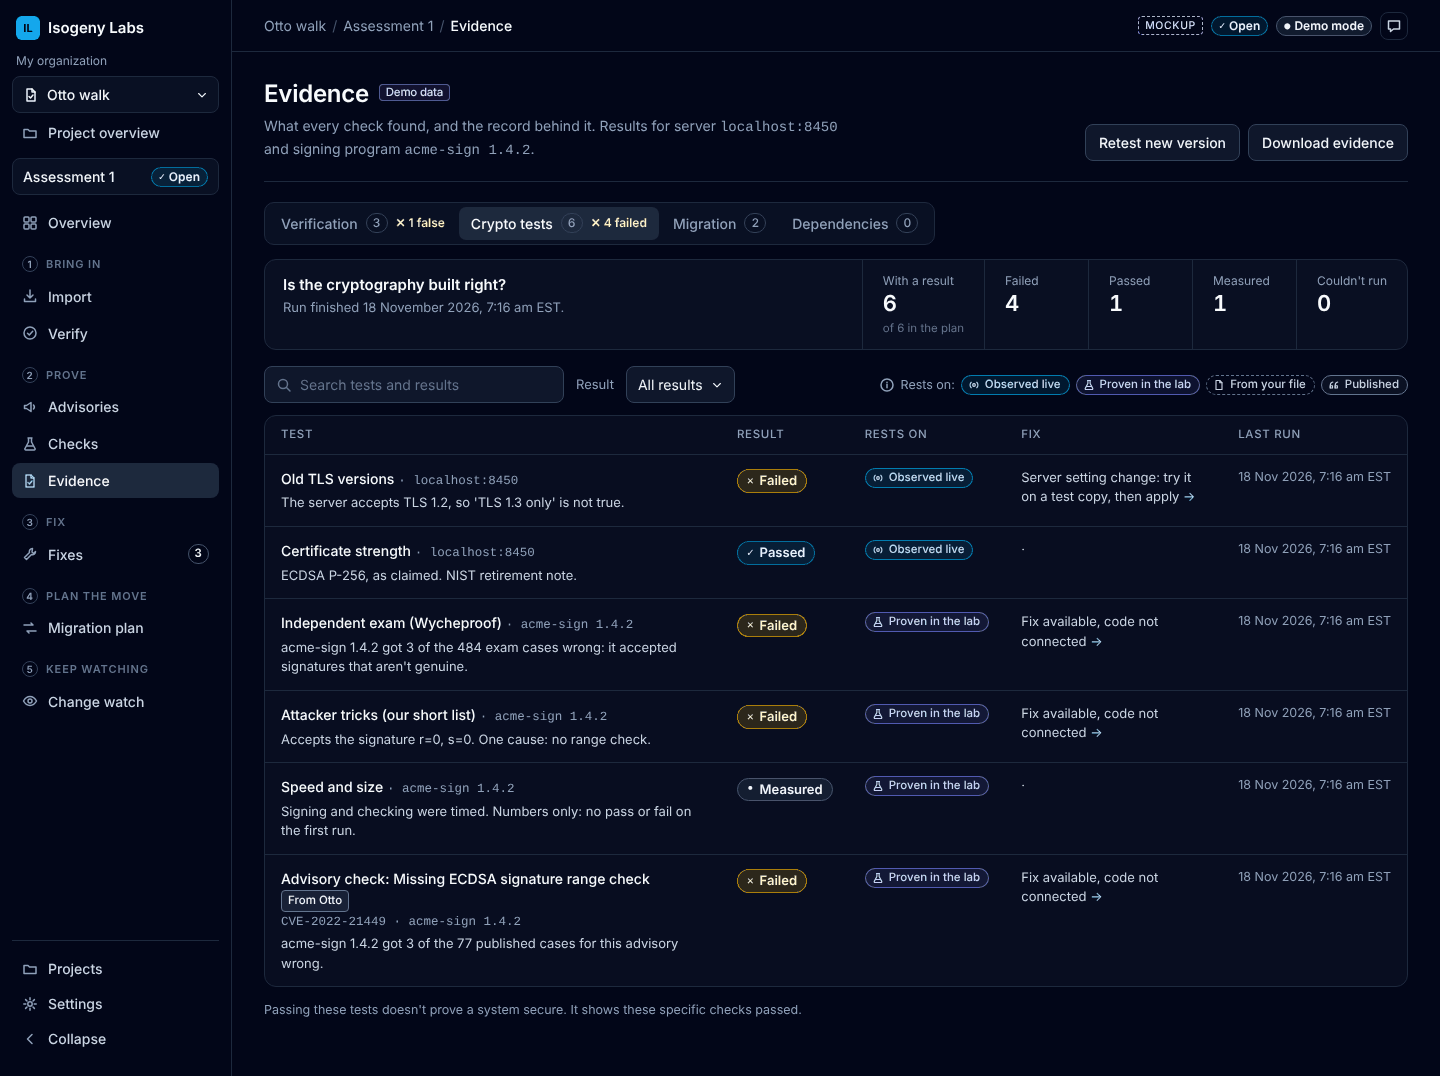 IL Isogeny Labs
My organization
Otto walk
Project overview
Assessment 1 ✓ Open
Overview
1 BRING IN
Import
Verify
2 PROVE
Advisories
Checks
Evidence
3 FIX
Fixes 3
4 PLAN THE MOVE
Migration plan
5 KEEP WATCHING
Change watch
Projects
Settings
Collapse
Otto walk / Assessment 1 / Evidence
MOCKUP ✓ Open • Demo mode
Evidence Demo data
What every check found, and the record behind it. Results for server localhost:8450
and signing program acme-sign 1.4.2.
Retest new version Download evidence
Verification 3 ✕ 1 false Crypto tests 6 ✕ 4 failed Migration 2 Dependencies 0
Is the cryptography built right?
Run finished 18 November 2026, 7:16 am EST.
With a result Failed Passed Measured Couldn't run
6 4 1 1 0
of 6 in the plan
Search tests and results Result All results Rests on: Observed live Proven in the lab From your file Published
TEST RESULT RESTS ON FIX LAST RUN
Old TLS versions · localhost:8450 × Failed Observed live Server setting change: try it 18 Nov 2026, 7:16 am EST
The server accepts TLS 1.2, so 'TLS 1.3 only' is not true. on a test copy, then apply →
Certificate strength · localhost:8450 ✓ Passed Observed live · 18 Nov 2026, 7:16 am EST
ECDSA P-256, as claimed. NIST retirement note.
Independent exam (Wycheproof) · acme-sign 1.4.2 × Failed Proven in the lab Fix available, code not 18 Nov 2026, 7:16 am EST
acme-sign 1.4.2 got 3 of the 484 exam cases wrong: it accepted connected →
signatures that aren't genuine.
Attacker tricks (our short list) · acme-sign 1.4.2 × Failed Proven in the lab Fix available, code not 18 Nov 2026, 7:16 am EST
Accepts the signature r=0, s=0. One cause: no range check. connected →
Speed and size · acme-sign 1.4.2 • Measured Proven in the lab · 18 Nov 2026, 7:16 am EST
Signing and checking were timed. Numbers only: no pass or fail on
the first run.
Advisory check: Missing ECDSA signature range check × Failed Proven in the lab Fix available, code not 18 Nov 2026, 7:16 am EST
From Otto connected →
CVE-2022-21449 · acme-sign 1.4.2
acme-sign 1.4.2 got 3 of the 77 published cases for this advisory
wrong.
Passing these tests doesn't prove a system secure. It shows these specific checks passed.